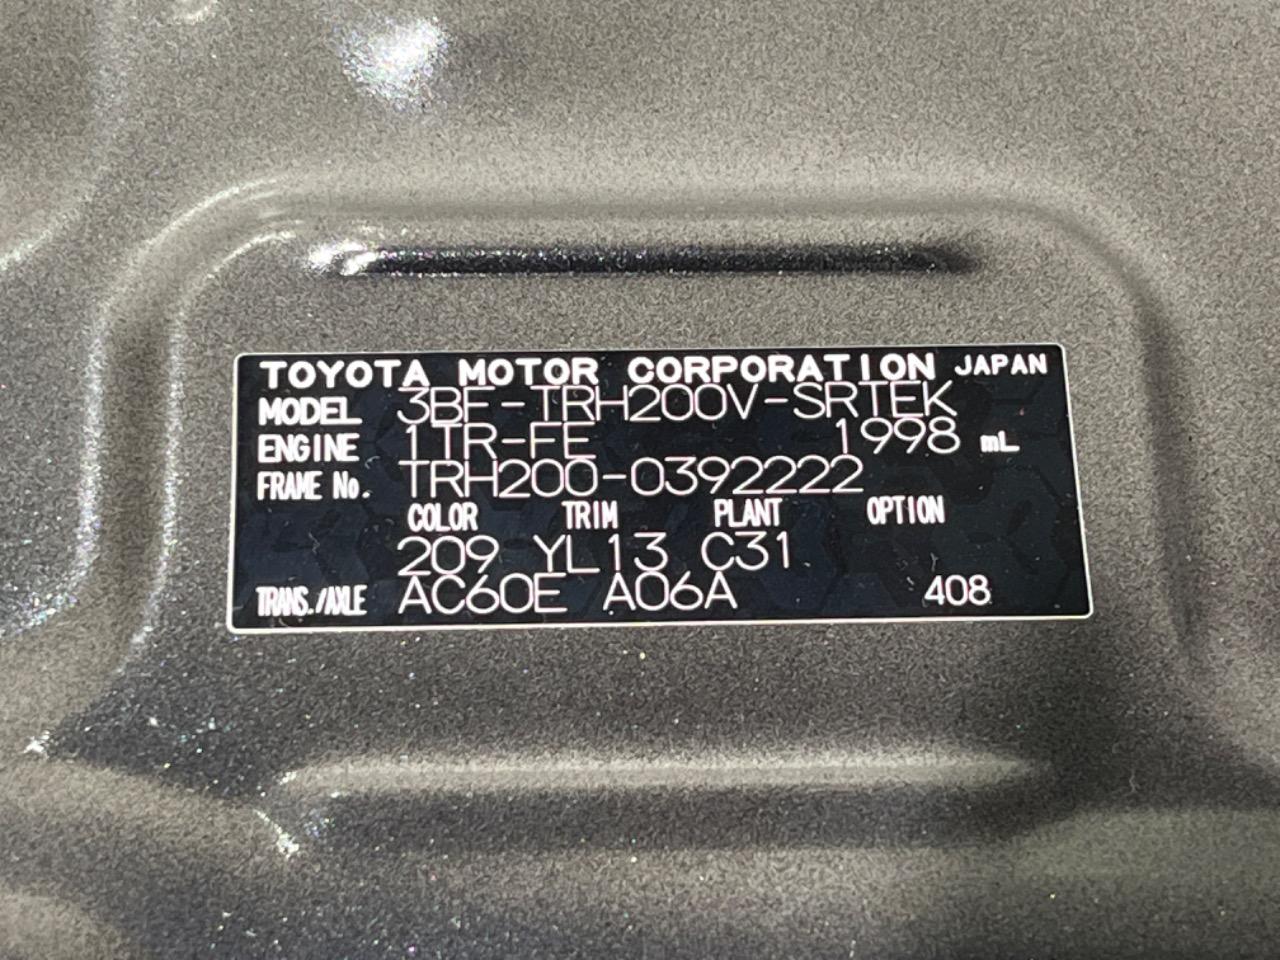 TOYOTA MOTOR CORPORATION JAPAN
MODEL 3BF-TRH200V-SRTEK
ENGINE 1TR-FE 1998 mL
FRAME No. TRH200-0392222
COLOR TRIM PLANT OPTION
209 YL13 C31
TRANS./AXLE AC60E A06A 408